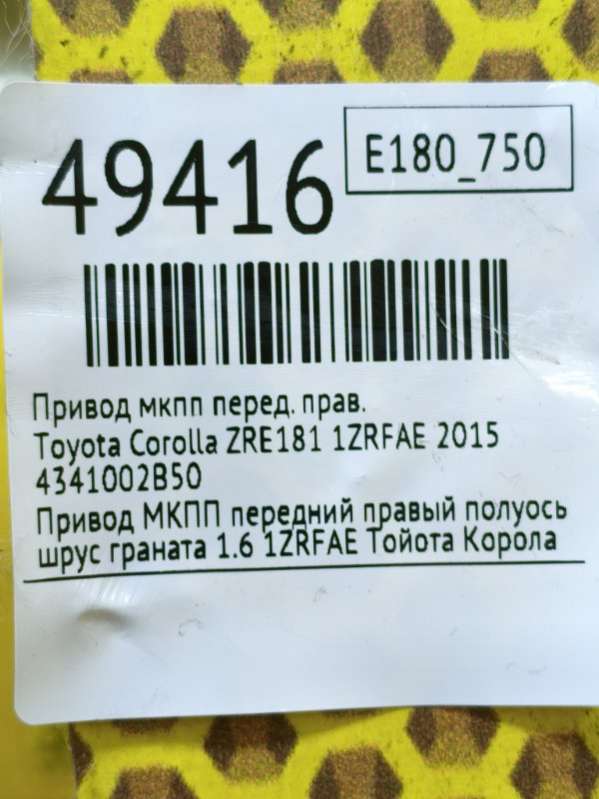 49416
E180_750
Привод мкпп перед. прав.
Toyota Corolla ZRE181 1ZRFAE 2015
4341002B50
Привод МКПП передний правый полуось
шрус граната 1.6 1ZRFAE Тойота Корола